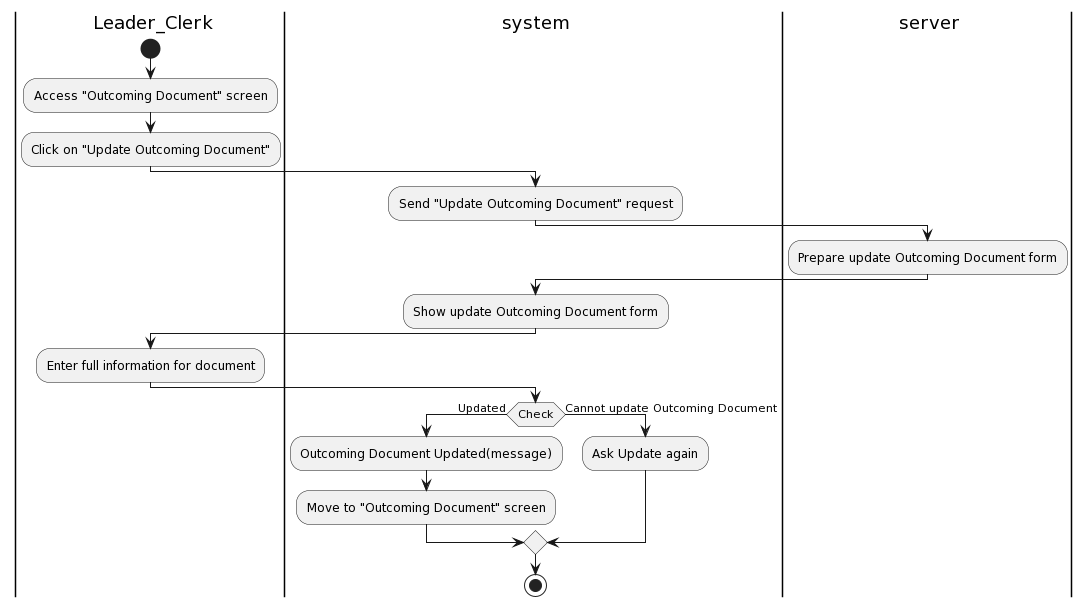 Leader_Clerk
system
server
Access "Outcoming Document" screen
Click on "Update Outcoming Document"
Send "Update Outcoming Document" request
Prepare update Outcoming Document form
Show update Outcoming Document form
Enter full information for document
Updated
Check
Cannot update Outcoming Document
Outcoming Document Updated(message)
Ask Update again
Move to "Outcoming Document" screen